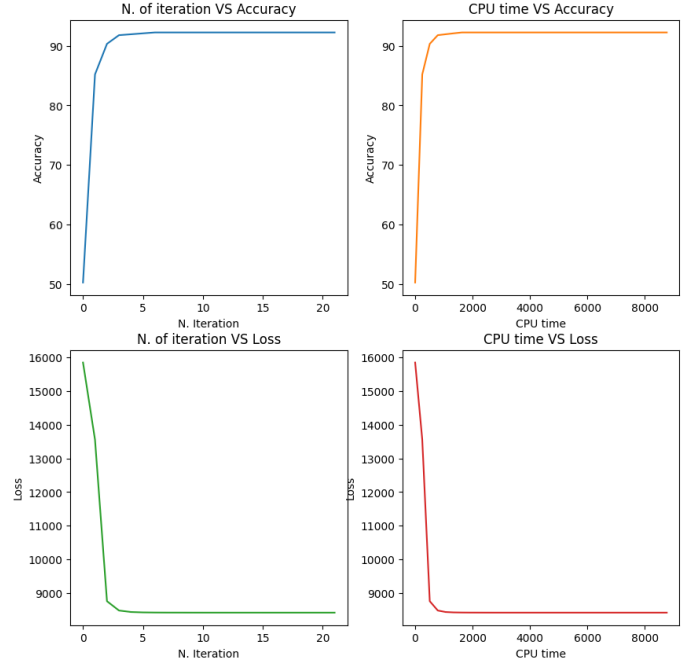 N. of iteration VS Accuracy
CPU time VS Accuracy
90
80
70
60
50
Accuracy
0 5 10 15 20
N. Iteration
90
80
70
60
50
Accuracy
0 2000 4000 6000 8000
CPU time
N. of iteration VS Loss
CPU time VS Loss
16000
15000
14000
13000
12000
11000
10000
9000
Loss
0 5 10 15 20
N. Iteration
16000
15000
14000
13000
12000
11000
10000
9000
Loss
0 2000 4000 6000 8000
CPU time